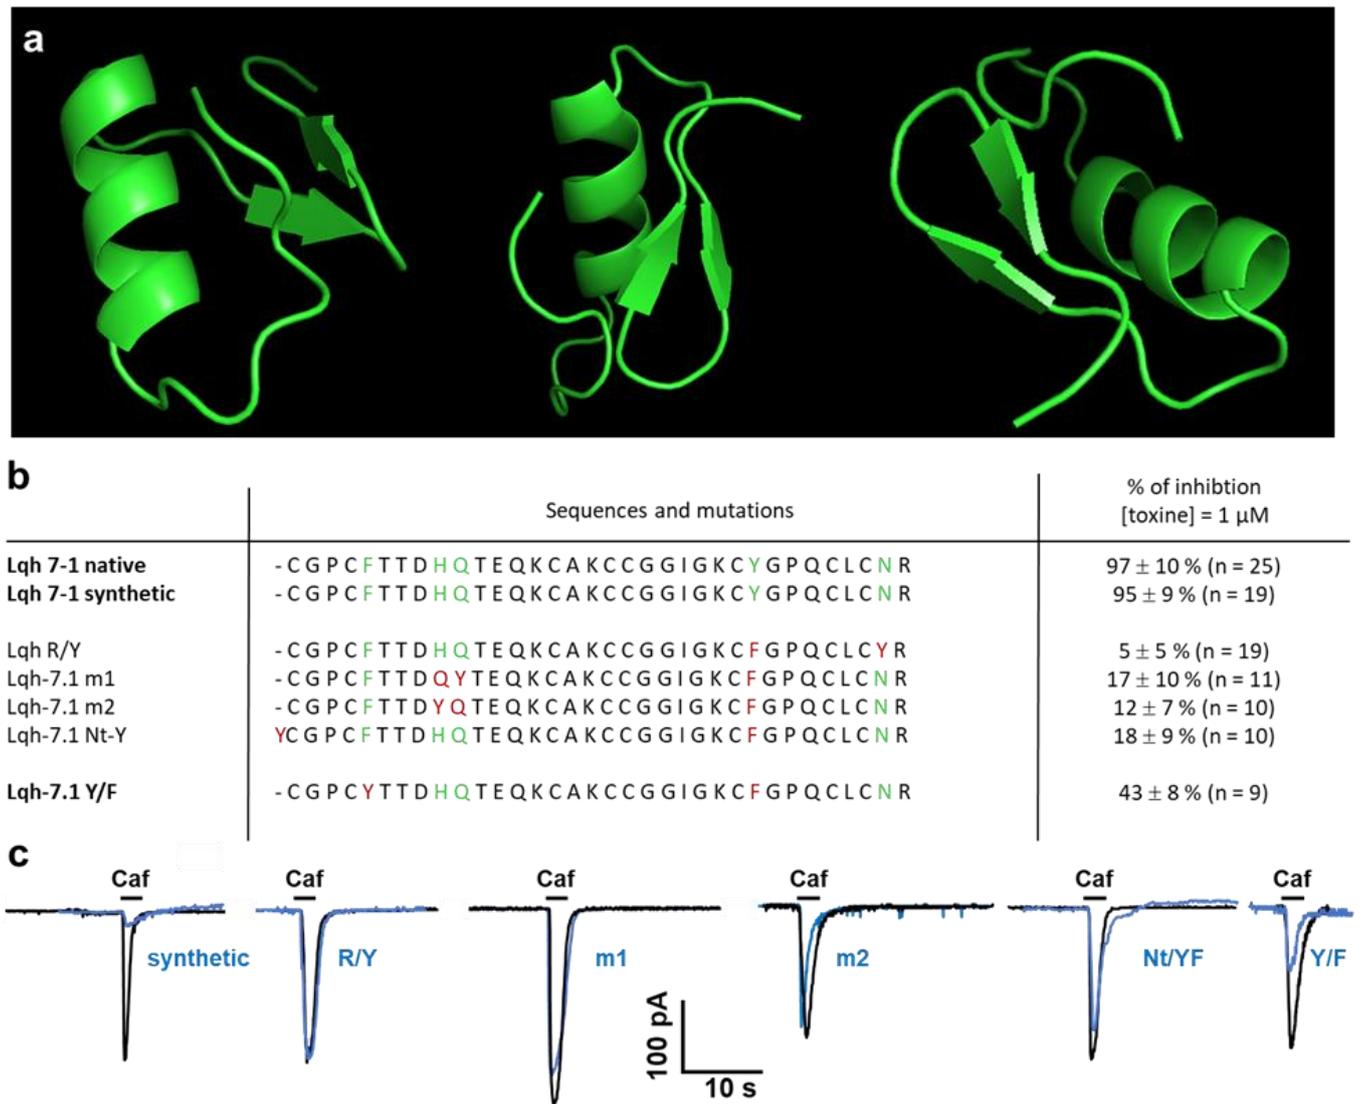 a
b
Sequences and mutations
% of inhibtion
[toxine] = 1 µM
Lqh 7-1 native -CGPCFTTDHQTEQKCAKCCGGIGKCYGPQCLCNR 97 ± 10 % (n = 25)
Lqh 7-1 synthetic -CGPCFTTDHQTEQKCAKCCGGIGKCYGPQCLCNR 95 ± 9 % (n = 19)
Lqh R/Y -CGPCFTTDHQTEQKCAKCCGGIGKCFGPQCLCYR 5 ± 5 % (n = 19)
Lqh-7.1 m1 -CGPCFTTDQYTEQKCAKCCGGIGKCFGPQCLCNR 17 ± 10 % (n = 11)
Lqh-7.1 m2 -CGPCFTTDYQTEQKCAKCCGGIGKCFGPQCLCNR 12 ± 7 % (n = 10)
Lqh-7.1 Nt-Y YCGPCFTTDHQTEQKCAKCCGGIGKCFGPQCLCNR 18 ± 9 % (n = 10)
Lqh-7.1 Y/F -CGPCYTTDHQTEQKCAKCCGGIGKCFGPQCLCNR 43 ± 8 % (n = 9)
c
Caf Caf Caf Caf Caf Caf
synthetic R/Y m1 m2 Nt/YF Y/F
100 pA
10 s